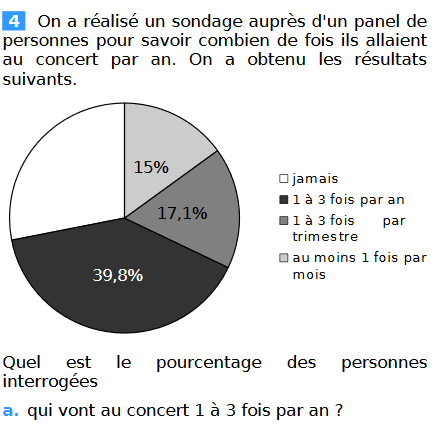 4 On a réalisé un sondage auprès d'un panel de
personnes pour savoir combien de fois ils allaient
au concert par an. On a obtenu les résultats
suivants.
15%
17,1%
39,8%
jamais
1 à 3 fois par an
1 à 3 fois par
trimestre
au moins 1 fois par
mois
Quel est le pourcentage des personnes
interrogées
a. qui vont au concert 1 à 3 fois par an ?